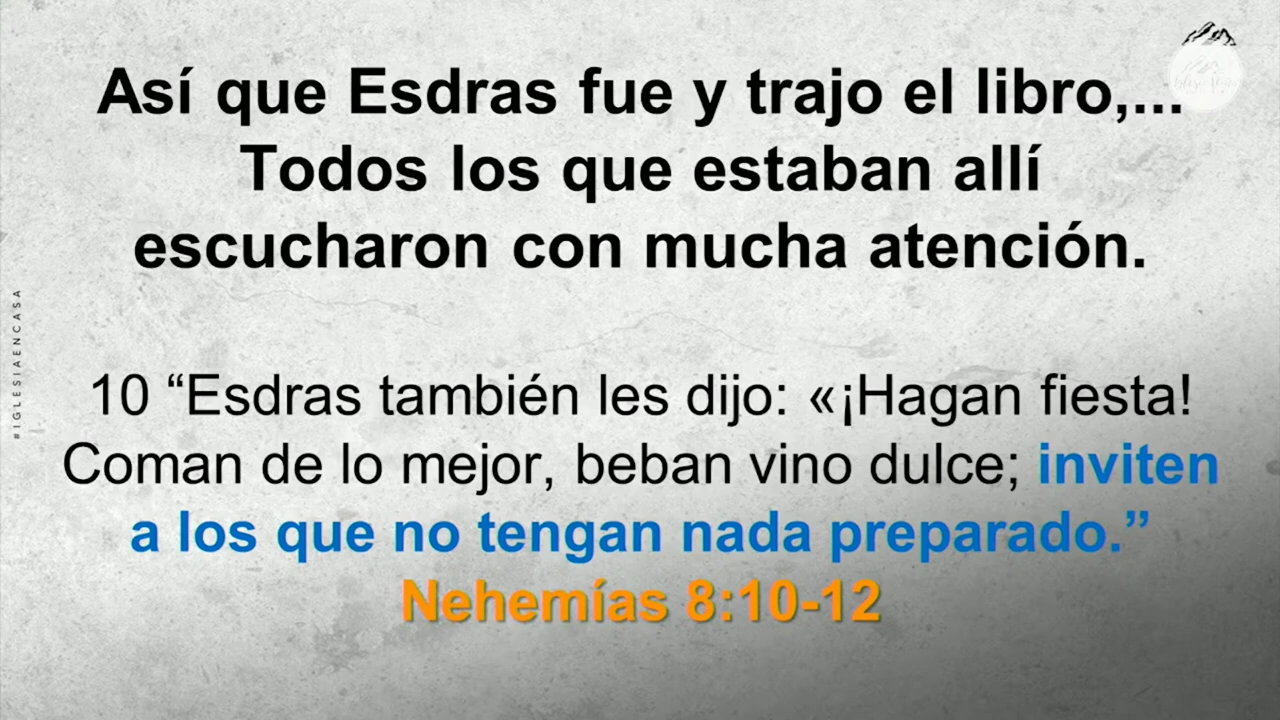 Así que Esdras fue y trajo el libro,...
Todos los que estaban allí
escucharon con mucha atención.
10 “Esdras también les dijo: «¡Hagan fiesta!
Coman de lo mejor, beban vino dulce; inviten
a los que no tengan nada preparado.”
Nehemías 8:10-12
#IGLESIAENCASA